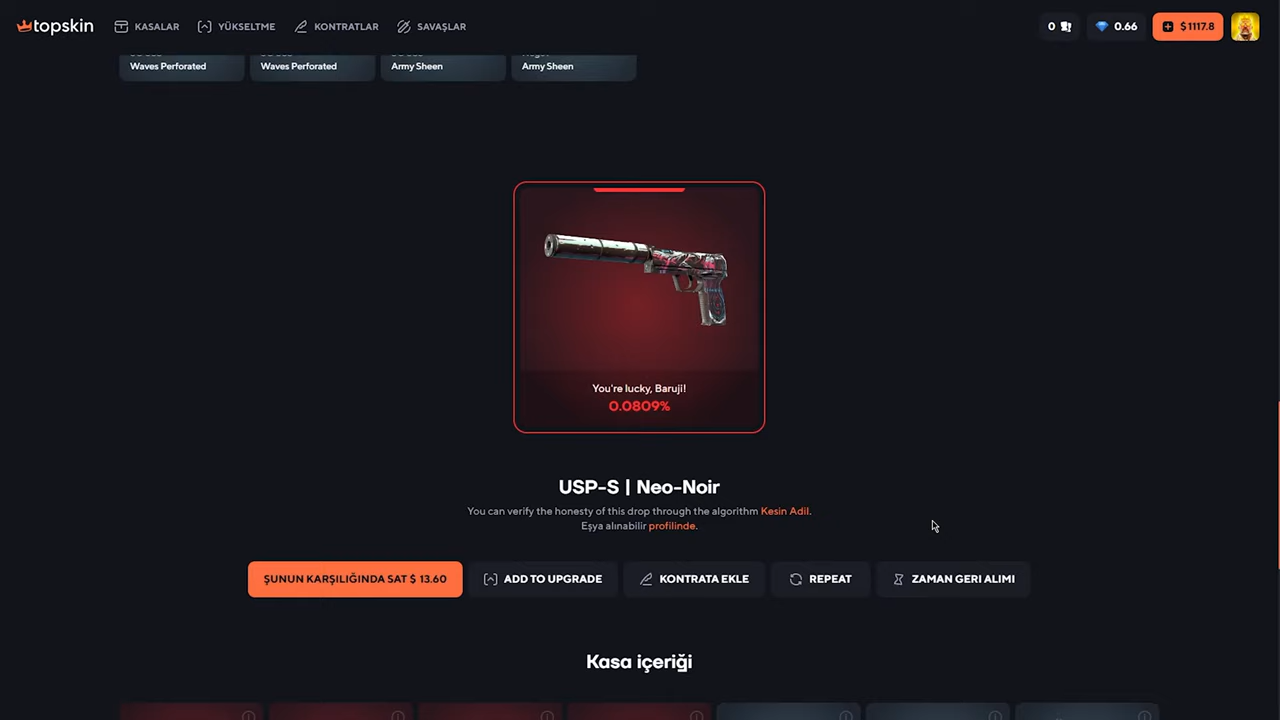 topskin
KASALAR
YÜKSELTME
KONTRATLAR
SAVAŞLAR
0
0.66
$ 1117.8
Waves Perforated
Waves Perforated
Army Sheen
Army Sheen
You're lucky, Baruji!
0.0809%
USP-S | Neo-Noir
You can verify the honesty of this drop through the algorithm Kesin Adil.
Eşya alınabilir profilinde.
ŞUNUN KARŞILIĞINDA SAT $ 13.60
ADD TO UPGRADE
KONTRATA EKLE
REPEAT
ZAMAN GERI ALIMI
Kasa içeriği